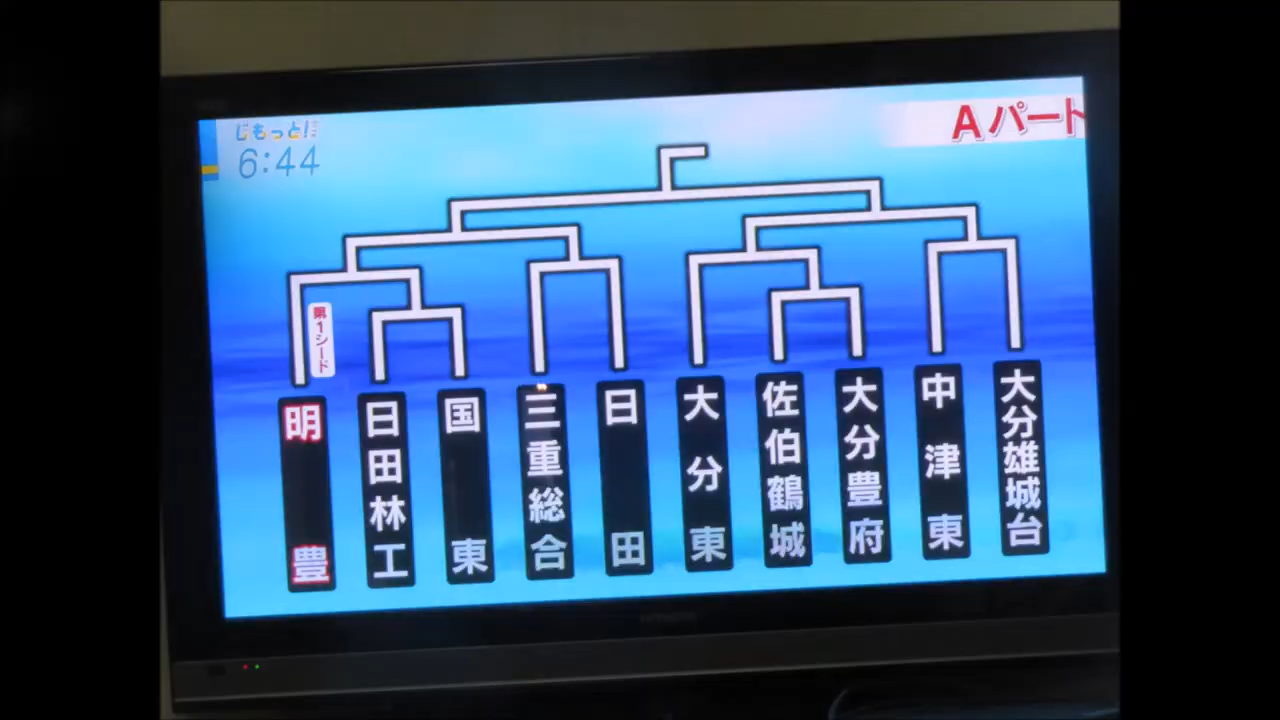 じもっと!
6:44
Aパート
第1シード
明豊
日田林工
国東
三重総合
日田
大分東
佐伯鶴城
大分豊府
中津東
大分雄城台